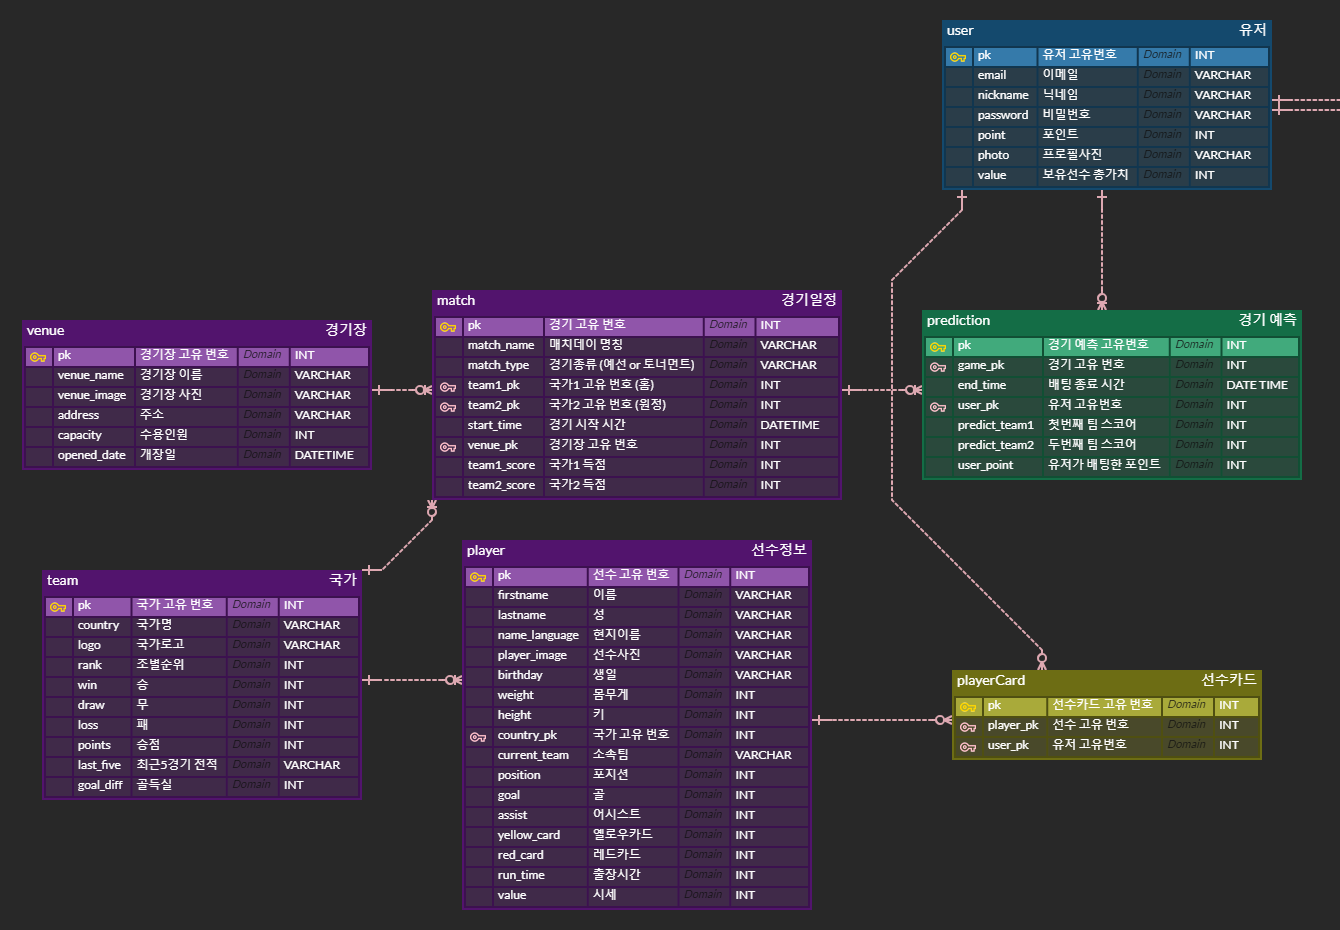 user 유저
pk 유저 고유번호 Domain INT
email 이메일 Domain VARCHAR
nickname 닉네임 Domain VARCHAR
password 비밀번호 Domain VARCHAR
point 포인트 Domain INT
photo 프로필사진 Domain VARCHAR
value 보유선수 총가치 Domain INT
match 경기일정
pk 경기 고유 번호 Domain INT
match_name 매치데이 명칭 Domain VARCHAR
match_type 경기종류 (예선 or 토너먼트) Domain VARCHAR
team1_pk 국가1 고유 번호 (홈) Domain INT
team2_pk 국가2 고유 번호 (원정) Domain INT
start_time 경기 시작 시간 Domain DATETIME
venue_pk 경기장 고유 번호 Domain INT
team1_score 국가1 득점 Domain INT
team2_score 국가2 득점 Domain INT
venue 경기장
pk 경기장 고유 번호 Domain INT
venue_name 경기장 이름 Domain VARCHAR
venue_image 경기장 사진 Domain VARCHAR
address 주소 Domain VARCHAR
capacity 수용인원 Domain INT
opened_date 개장일 Domain DATETIME
prediction 경기 예측
pk 경기 예측 고유번호 Domain INT
game_pk 경기 고유 번호 Domain INT
end_time 배팅 종료 시간 Domain DATE TIME
user_pk 유저 고유번호 Domain INT
predict_team1 첫번째 팀 스코어 Domain INT
predict_team2 두번째 팀 스코어 Domain INT
user_point 유저가 배팅한 포인트 Domain INT
team 국가
pk 국가 고유 번호 Domain INT
country 국가명 Domain VARCHAR
logo 국가로고 Domain VARCHAR
rank 조별순위 Domain INT
win 승 Domain INT
draw 무 Domain INT
loss 패 Domain INT
points 승점 Domain INT
last_five 최근5경기 전적 Domain VARCHAR
goal_diff 골득실 Domain INT
player 선수정보
pk 선수 고유 번호 Domain INT
firstname 이름 Domain VARCHAR
lastname 성 Domain VARCHAR
name_language 현지이름 Domain VARCHAR
player_image 선수사진 Domain VARCHAR
birthday 생일 Domain VARCHAR
weight 몸무게 Domain INT
height 키 Domain INT
country_pk 국가 고유 번호 Domain INT
current_team 소속팀 Domain VARCHAR
position 포지션 Domain INT
goal 골 Domain INT
assist 어시스트 Domain INT
yellow_card 옐로우카드 Domain INT
red_card 레드카드 Domain INT
run_time 출장시간 Domain INT
value 시세 Domain INT
playerCard 선수카드
pk 선수카드 고유 번호 Domain INT
player_pk 선수 고유 번호 Domain INT
user_pk 유저 고유번호 Domain INT